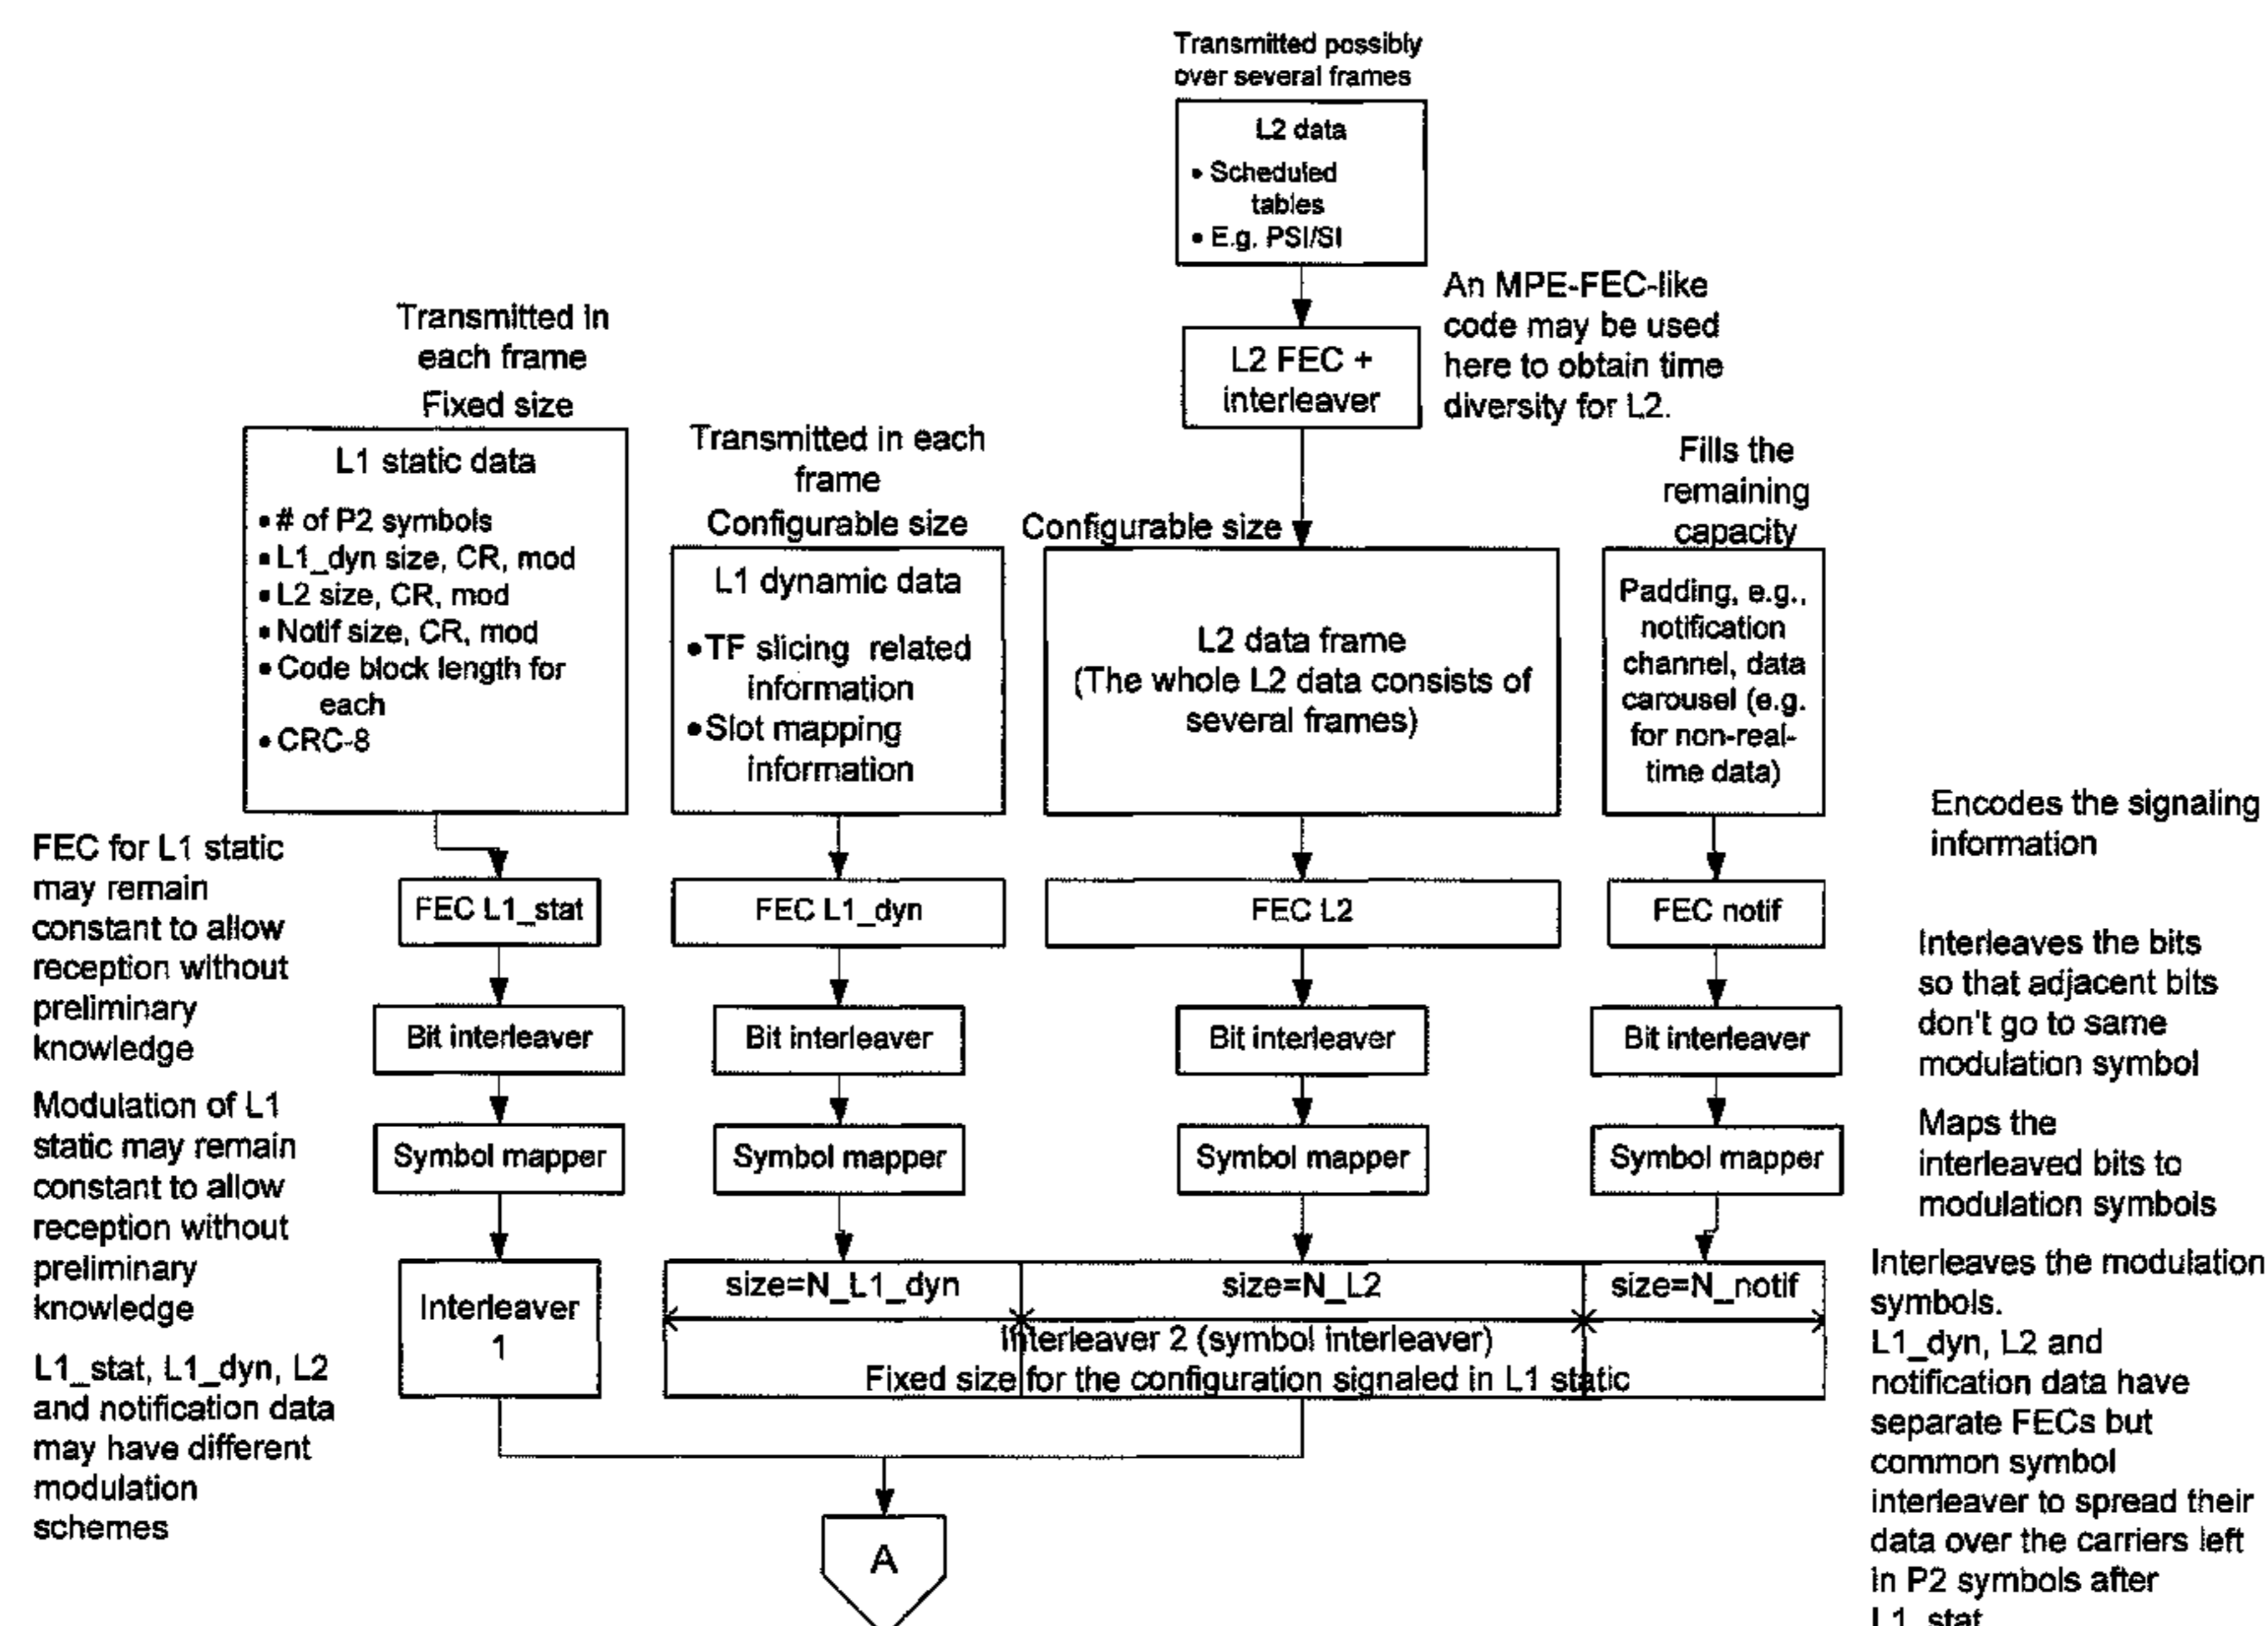 Transmitted possibly
over several frames
L2 data
• Scheduled
tables
• E.g. PSI/SI
An MPE-FEC-like
code may be used
here to obtain time
diversity for L2.
L2 FEC +
interleaver
Transmitted in
each frame
Fixed size
L1 static data
• # of P2 symbols
• L1_dyn size, CR, mod
• L2 size, CR, mod
• Notif size, CR, mod
• Code block length for
each
• CRC-8
Transmitted in each
frame
Configurable size
L1 dynamic data
• TF slicing related
information
• Slot mapping
information
Configurable size
L2 data frame
(The whole L2 data consists of
several frames)
Fills the
remaining
capacity
Padding, e.g.,
notification
channel, data
carousel (e.g.
for non-real-
time data)
FEC for L1 static
may remain
constant to allow
reception without
preliminary
knowledge
FEC L1_stat
FEC L1_dyn
FEC L2
FEC notif
Encodes the signaling
information
Bit interleaver
Bit interleaver
Bit interleaver
Bit interleaver
Interleaves the bits
so that adjacent bits
don't go to same
modulation symbol
Modulation of L1
static may remain
constant to allow
reception without
preliminary
knowledge
Symbol mapper
Symbol mapper
Symbol mapper
Symbol mapper
Maps the
interleaved bits to
modulation symbols
Interleaver
1
size=N_L1_dyn
size=N_L2
size=N_notif
Interleaver 2 (symbol interleaver)
Fixed size for the configuration signaled in L1 static
L1_stat, L1_dyn, L2
and notification data
may have different
modulation
schemes
Interleaves the modulation
symbols.
L1_dyn, L2 and
notification data have
separate FECs but
common symbol
interleaver to spread their
data over the carriers left
in P2 symbols after
L1_stat
A